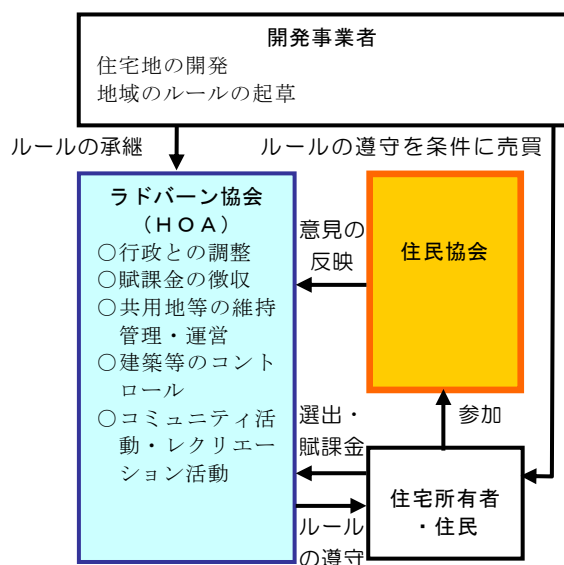 開発事業者
住宅地の開発
地域のルールの起草
ルールの承継
ルールの遵守を条件に売買
ラドバーン協会
(HOA)
○行政との調整
○賦課金の徴収
○共用地等の維持
管理・運営
○建築等のコント
ロール
○コミュニティ活
動・レクリエー
ション活動
意見の
反映
住民協会
選出・
賦課金
参加
住宅所有者
・住民
ルール
の遵守